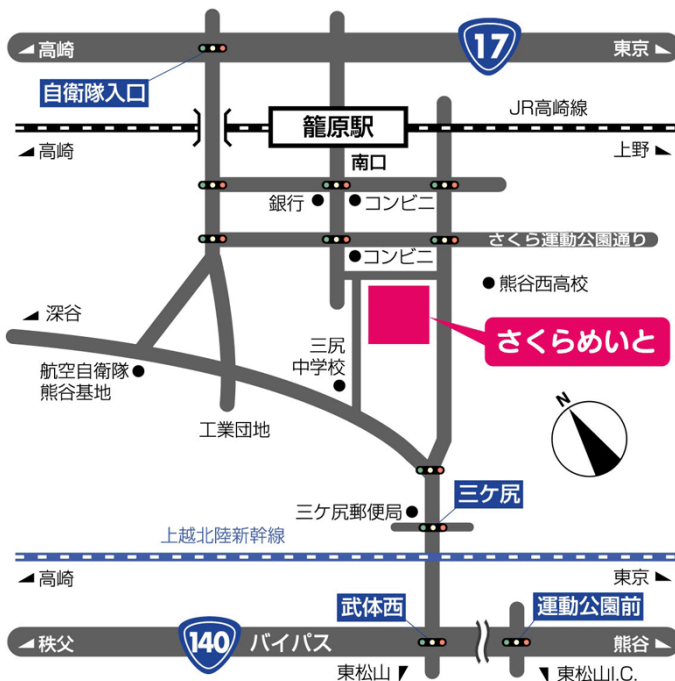 高崎
17
東京
自衛隊入口
JR高崎線
籠原駅
高崎
南口
上野
銀行
コンビニ
さくら運動公園通り
コンビニ
熊谷西高校
深谷
さくらめいと
三尻
中学校
航空自衛隊
熊谷基地
N
工業団地
三ケ尻
三ケ尻郵便局
上越北陸新幹線
高崎
東京
武体西
運動公園前
秩父
140
バイパス
熊谷
東松山
東松山I.C.